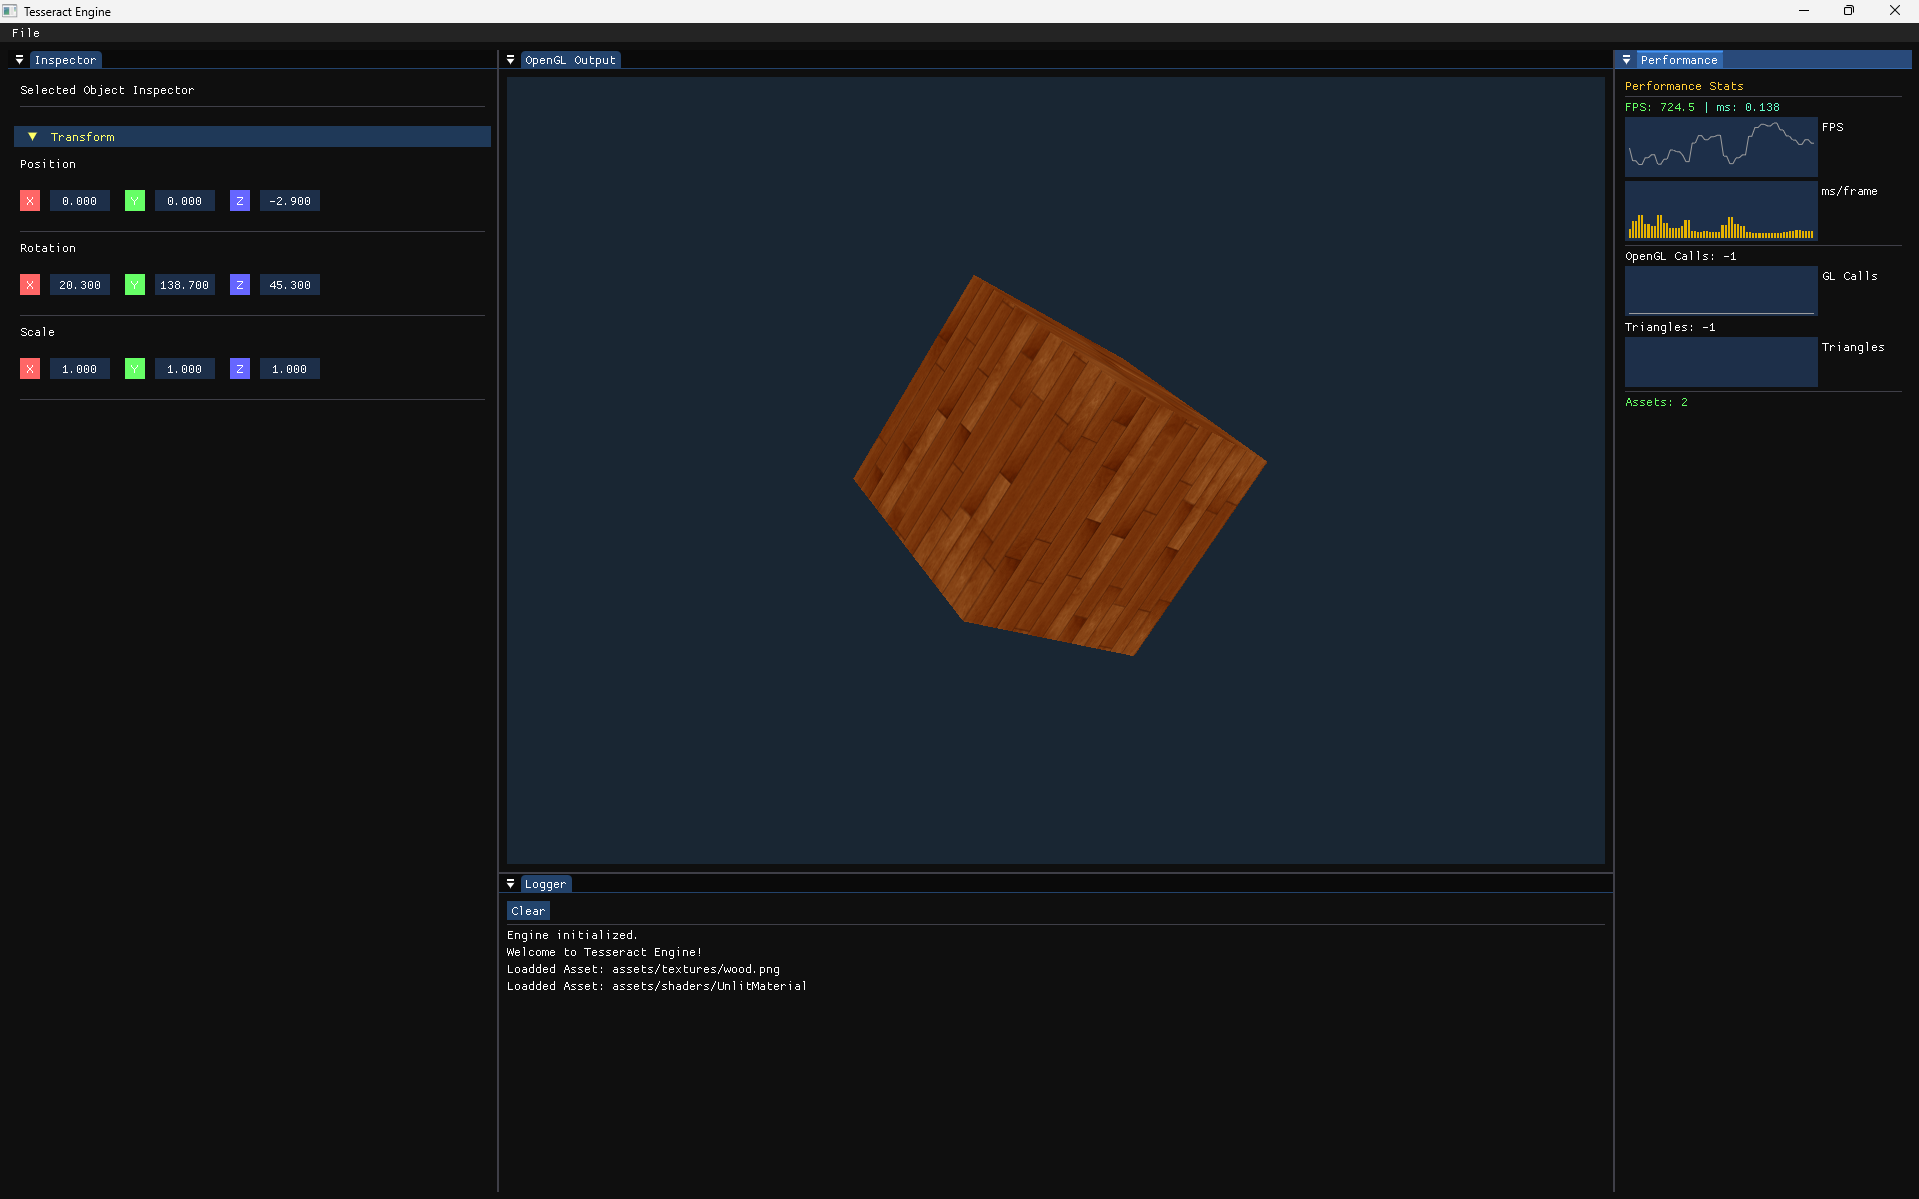 Tesseract Engine
File
Inspector
Selected Object Inspector
Transform
Position
X 0.000 Y 0.000 Z -2.900
Rotation
X 20.300 Y 138.700 Z 45.300
Scale
X 1.000 Y 1.000 Z 1.000
OpenGL Output
Logger
Clear
Engine initialized.
Welcome to Tesseract Engine!
Loadded Asset: assets/textures/wood.png
Loadded Asset: assets/shaders/UnlitMaterial
Performance
Performance Stats
FPS: 724.5 | ms: 0.138
FPS
ms/frame
OpenGL Calls: -1
GL Calls
Triangles: -1
Triangles
Assets: 2